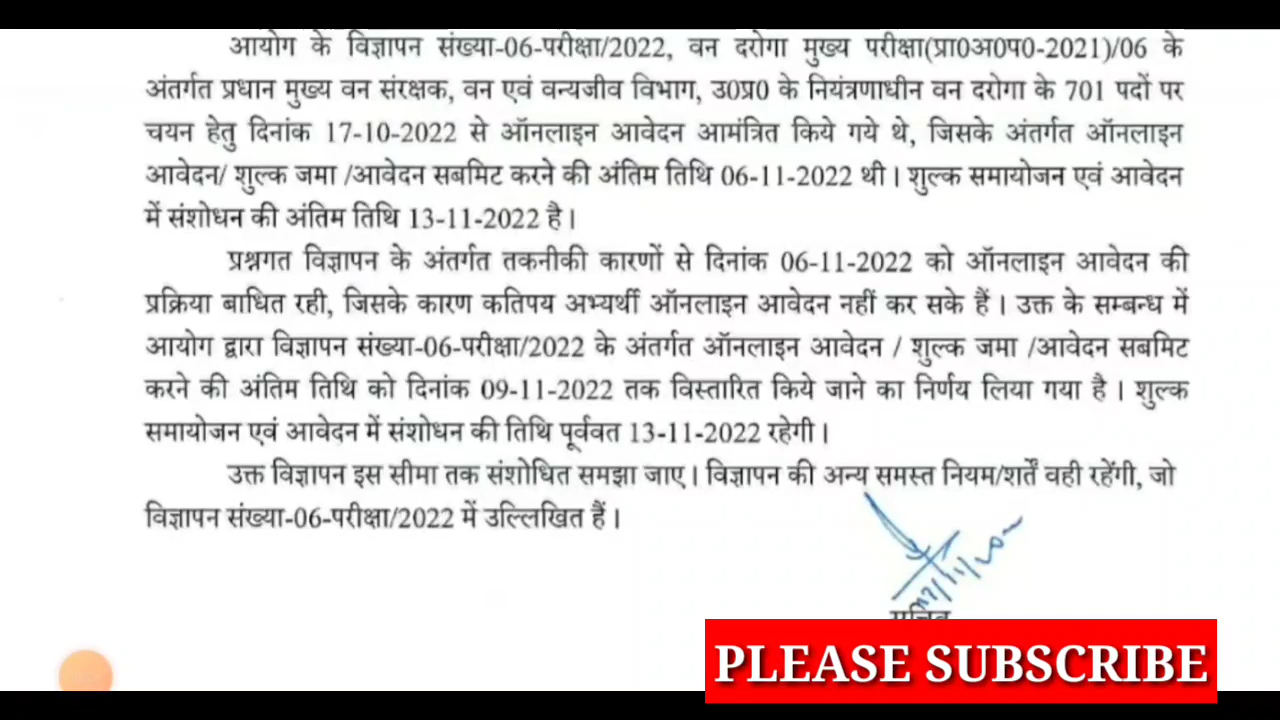 आयोग के विज्ञापन संख्या-06-परीक्षा/2022, वन दरोगा मुख्य परीक्षा(प्रा0अ0प0-2021)/06 के
अंतर्गत प्रधान मुख्य वन संरक्षक, वन एवं वन्यजीव विभाग, उ0प्र0 के नियंत्रणाधीन वन दरोगा के 701 पदों पर
चयन हेतु दिनांक 17-10-2022 से ऑनलाइन आवेदन आमंत्रित किये गये थे, जिसके अंतर्गत ऑनलाइन
आवेदन/ शुल्क जमा /आवेदन सबमिट करने की अंतिम तिथि 06-11-2022 थी। शुल्क समायोजन एवं आवेदन
में संशोधन की अंतिम तिथि 13-11-2022 है।
प्रश्नगत विज्ञापन के अंतर्गत तकनीकी कारणों से दिनांक 06-11-2022 को ऑनलाइन आवेदन की
प्रक्रिया बाधित रही, जिसके कारण कतिपय अभ्यर्थी ऑनलाइन आवेदन नहीं कर सके हैं। उक्त के सम्बन्ध में
आयोग द्वारा विज्ञापन संख्या-06-परीक्षा/2022 के अंतर्गत ऑनलाइन आवेदन / शुल्क जमा /आवेदन सबमिट
करने की अंतिम तिथि को दिनांक 09-11-2022 तक विस्तारित किये जाने का निर्णय लिया गया है। शुल्क
समायोजन एवं आवेदन में संशोधन की तिथि पूर्ववत 13-11-2022 रहेगी।
उक्त विज्ञापन इस सीमा तक संशोधित समझा जाए। विज्ञापन की अन्य समस्त नियम/शर्तें वही रहेंगी, जो
विज्ञापन संख्या-06-परीक्षा/2022 में उल्लिखित हैं।
PLEASE SUBSCRIBE